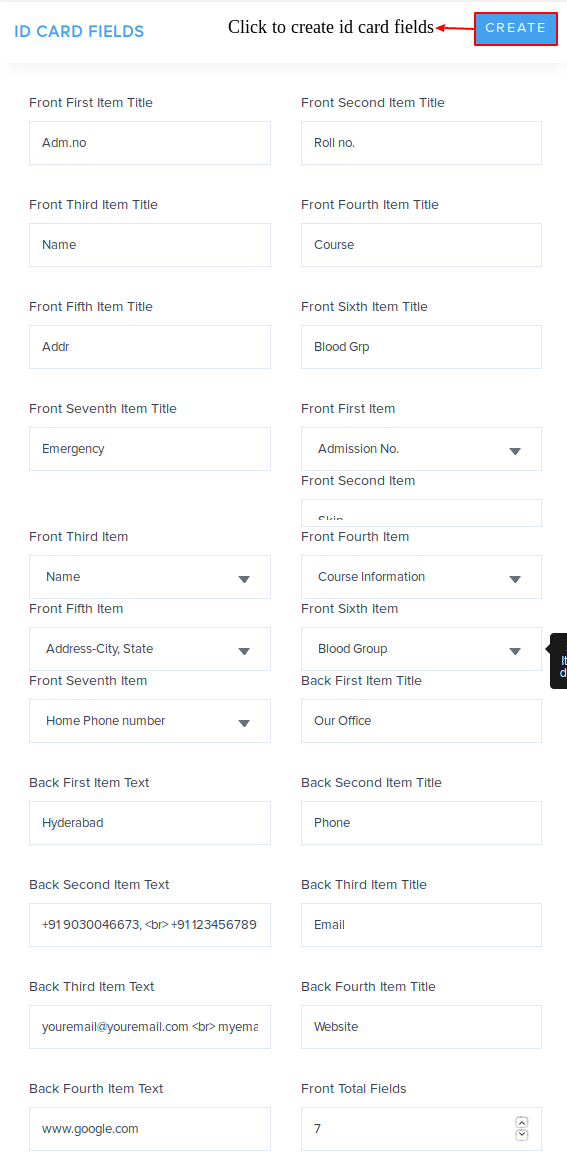 ID CARD FIELDS
Click to create id card fields
CREATE
Front First Item Title
Front Second Item Title
Adm.no
Roll no.
Front Third Item Title
Front Fourth Item Title
Name
Course
Front Fifth Item Title
Front Sixth Item Title
Addr
Blood Grp
Front Seventh Item Title
Front First Item
Emergency
Admission No.
Front Second Item
Skip
Front Third Item
Front Fourth Item
Name
Course Information
Front Fifth Item
Front Sixth Item
Address-City, State
Blood Group
Front Seventh Item
Back First Item Title
Home Phone number
Our Office
Back First Item Text
Back Second Item Title
Hyderabad
Phone
Back Second Item Text
Back Third Item Title
+919030046673, <br> +91123456789
Email
Back Third Item Text
Back Fourth Item Title
youremail@youremail.com <br> myema
Website
Back Fourth Item Text
Front Total Fields
www.google.com
7